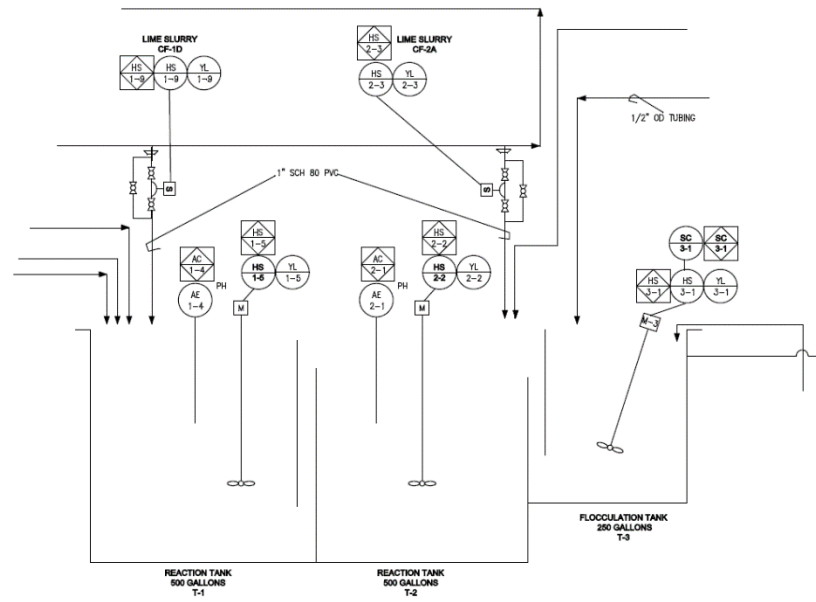 LIME SLURRY
CF-1D
HS
1-9
HS
1-9
YL
1-9
HS
2-3
LIME SLURRY
CF-2A
HS
2-3
YL
2-3
1/2" OD TUBING
1" SCH 80 PVC
S
S
HS
1-5
HS
2-2
SC
3-1
SC
3-1
AC
1-4
HS
1-5
YL
1-5
AC
2-1
HS
2-2
YL
2-2
HS
3-1
HS
3-1
YL
3-1
PH
AE
1-4
M
PH
AE
2-1
M
M-3
FLOCCULATION TANK
250 GALLONS
T-3
REACTION TANK
500 GALLONS
T-1
REACTION TANK
500 GALLONS
T-2